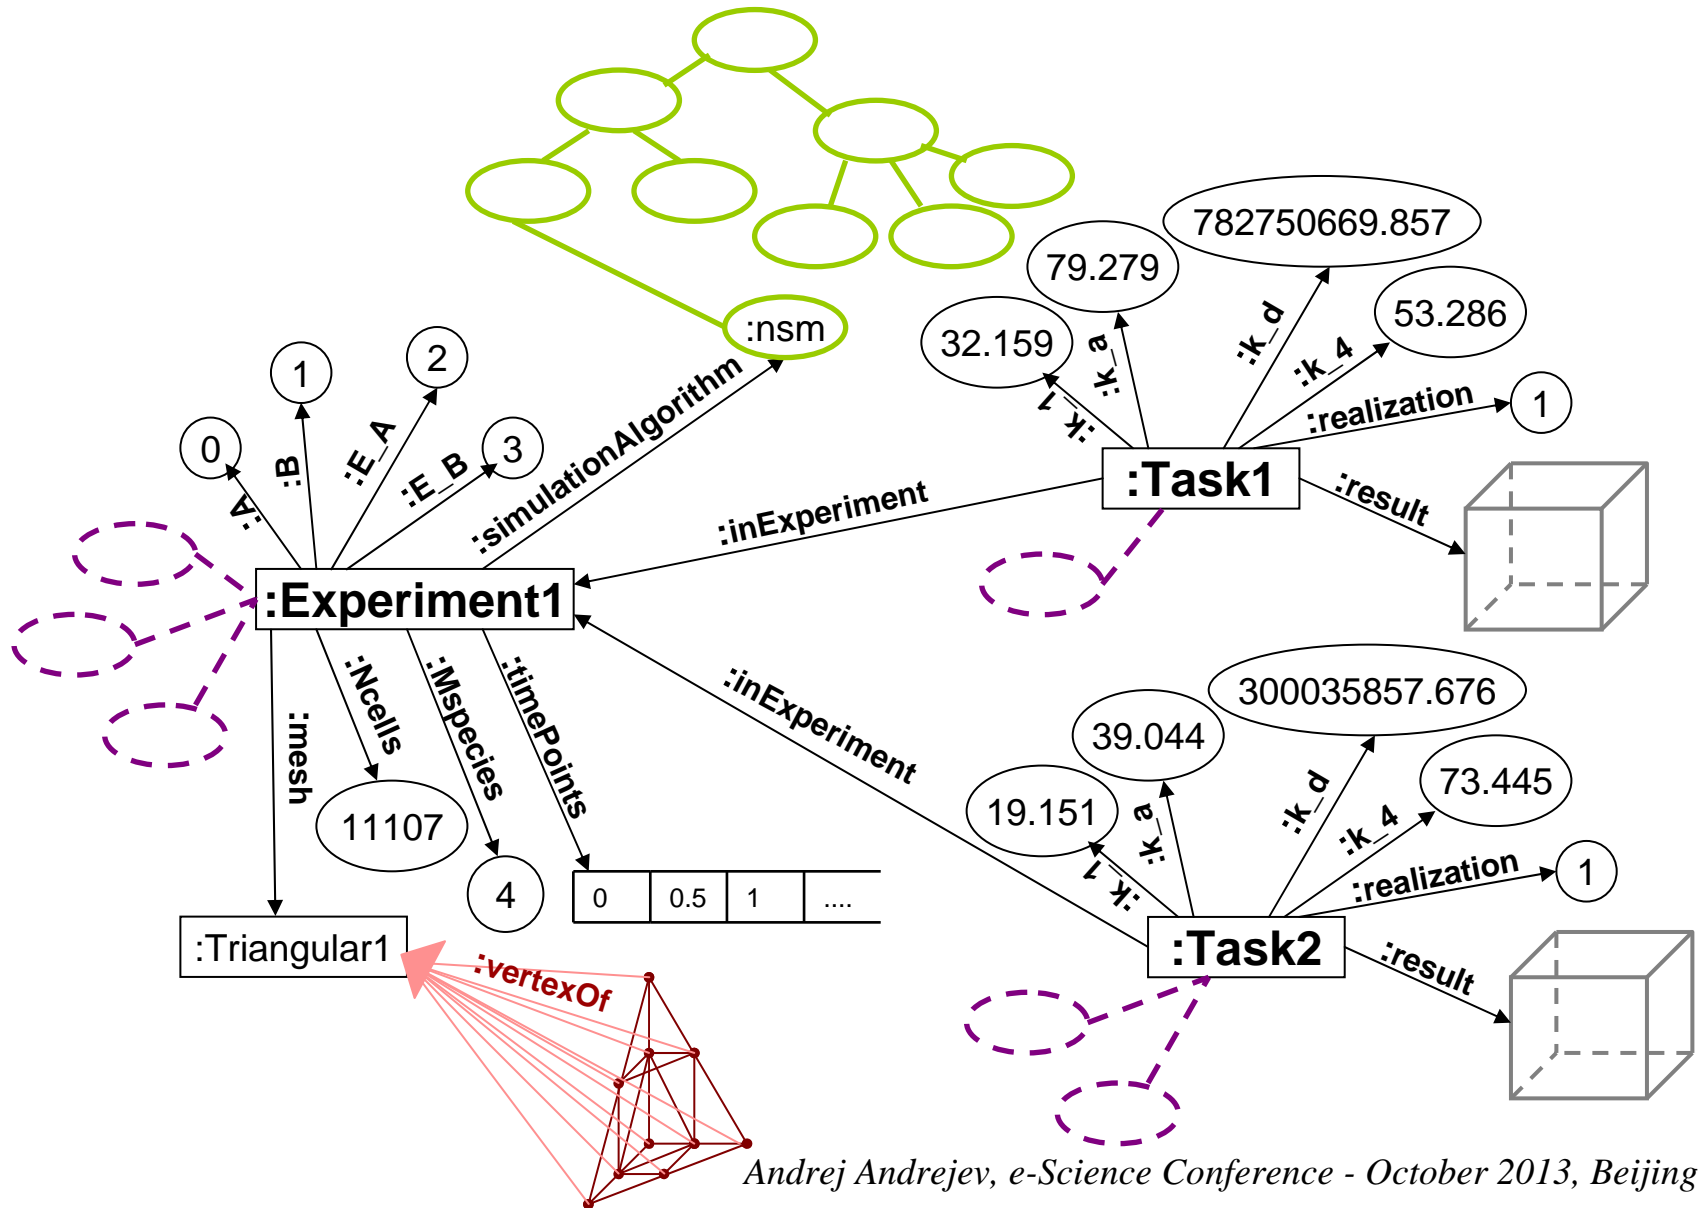 782750669.857
79.279
53.286
32.159
:nsm
:k_d
:k_a
:k_4
:k_1
:realization
1
2
1
0
3
:A
:B
:E_A
:E_B
:simulationAlgorithm
:Task1
:result
:inExperiment
:Experiment1
:inExperiment
:mesh
:Ncells
:Mspecies
:timePoints
300035857.676
39.044
73.445
19.151
:k_d
:k_a
:k_4
:k_1
:realization
1
11107
4
0 0.5 1 ....
:Triangular1
:vertexOf
:Task2
:result
Andrej Andrejev, e-Science Conference - October 2013, Beijing